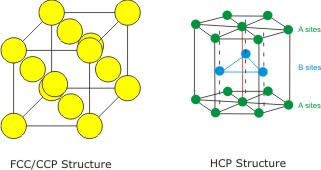 A sites
B sites
A sites
FCC/CCP Structure
HCP Structure